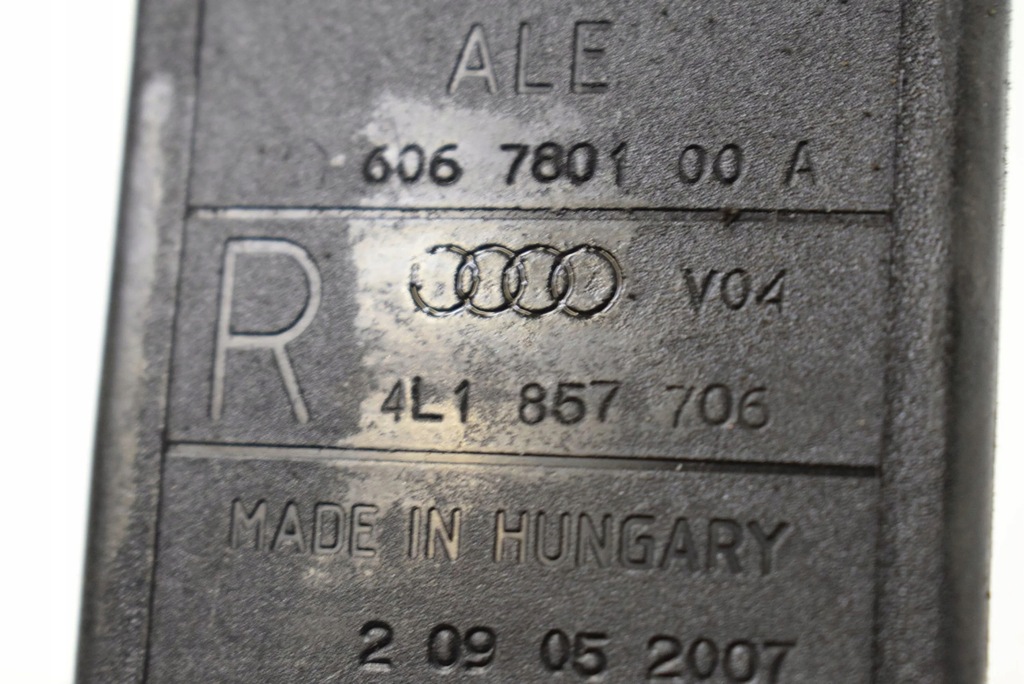 ALE
606 7801 00 A
R V04
4L1 857 706
MADE IN HUNGARY
2 09 05 2007